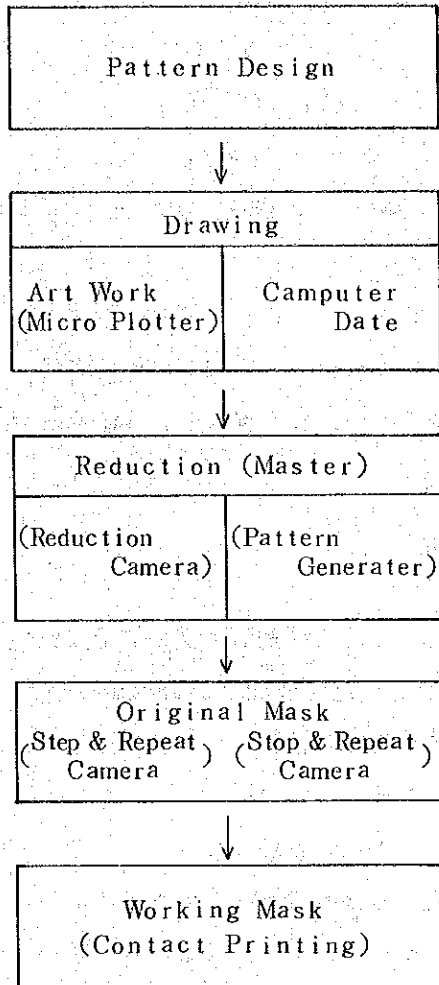 Pattern Design
Drawing
Art Work
(Micro Plotter)
Camputer
Date
Reduction (Master)
(Reduction
Camera)
(Pattern
Generater)
Original Mask
(Step & Repeat
Camera)
(Stop & Repeat
Camera)
Working Mask
(Contact Printing)